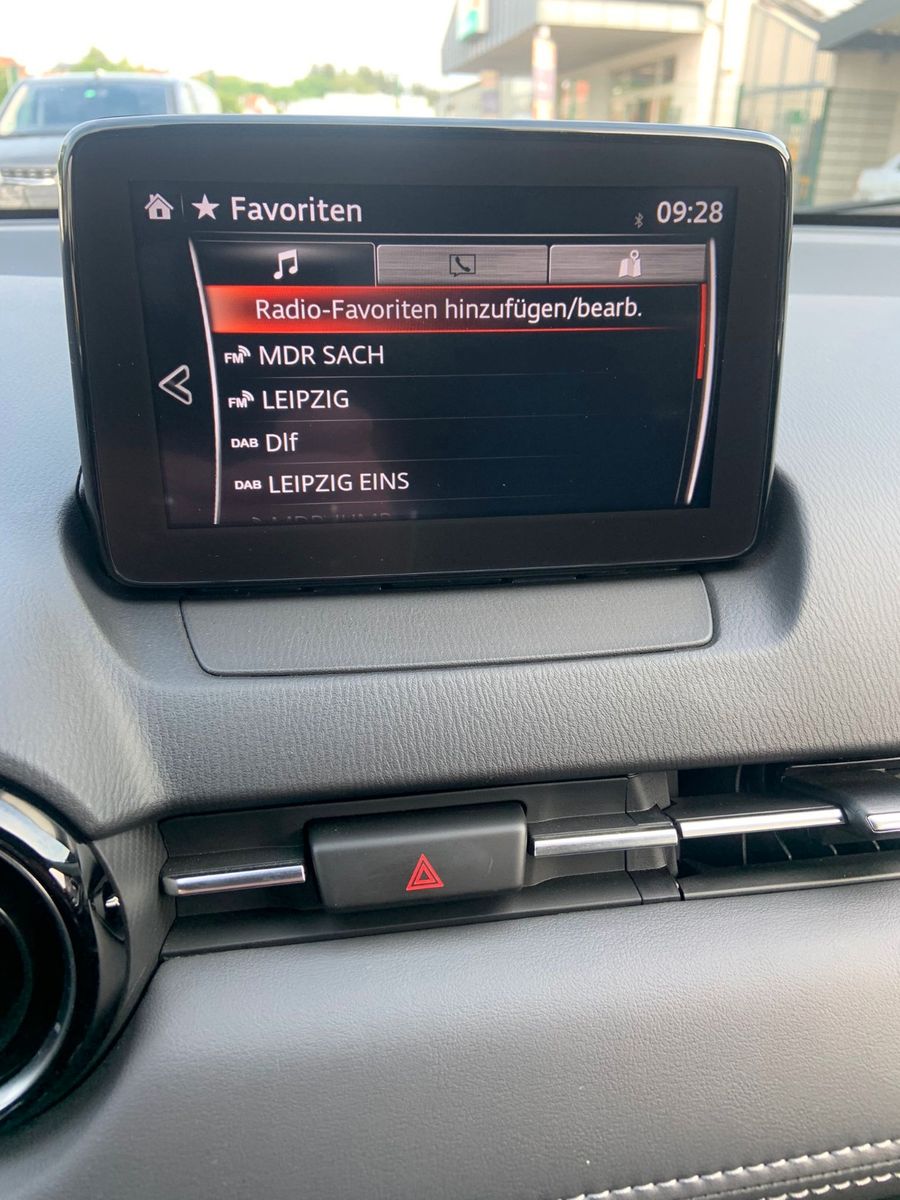 Favoriten 09:28
Radio-Favoriten hinzufügen/bearb.
FM MDR SACH
FM LEIPZIG
DAB Dlf
DAB LEIPZIG EINS